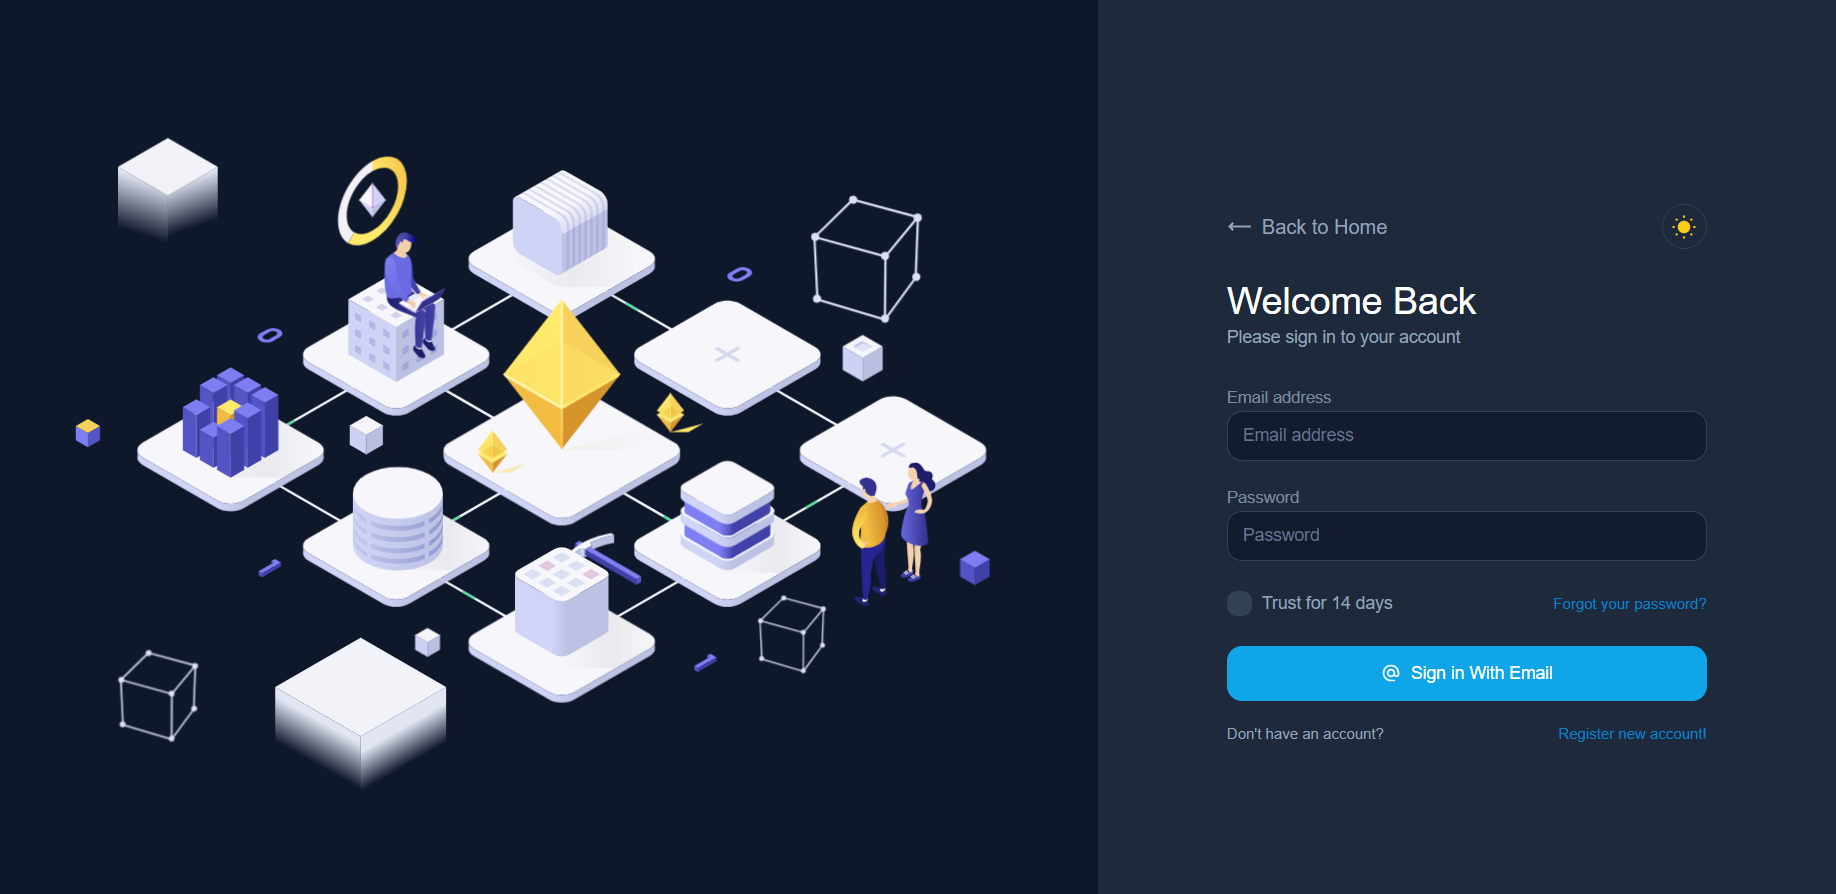 Back to Home
Welcome Back
Please sign in to your account
Email address
Email address
Password
Password
Trust for 14 days
Forgot your password?
Sign in With Email
Don't have an account?
Register new account!